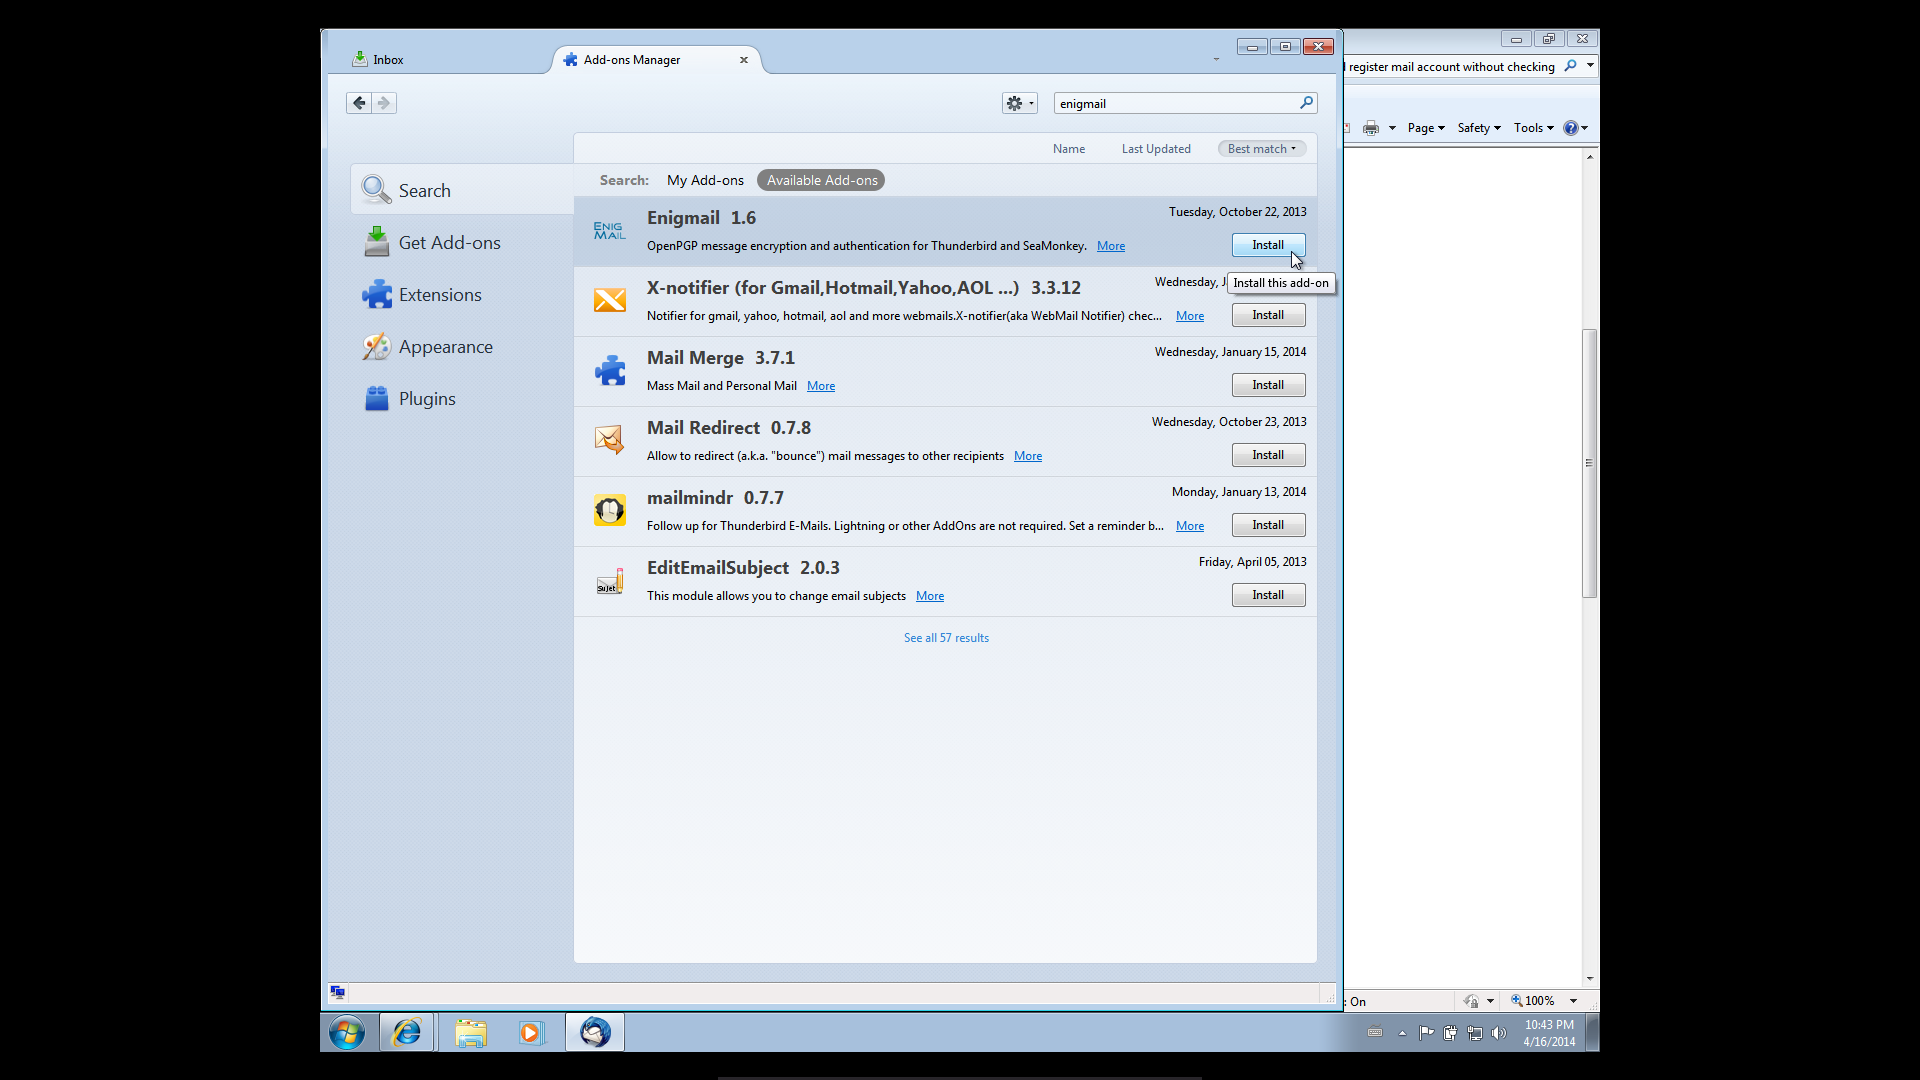 Inbox
Add-ons Manager
register mail account without checking
enigmail
Page
Safety
Tools
Name
Last Updated
Best match
Search:
My Add-ons
Available Add-ons
Search
Get Add-ons
Extensions
Appearance
Plugins
ENIG
MAIL
Enigmail 1.6
Tuesday, October 22, 2013
OpenPGP message encryption and authentication for Thunderbird and SeaMonkey. More
Install
Install this add-on
X-notifier (for Gmail,Hotmail,Yahoo,AOL ...) 3.3.12
Wednesday,
Notifier for gmail, yahoo, hotmail, aol and more webmails.X-notifier(aka WebMail Notifier) chec... More
Install
Mail Merge 3.7.1
Wednesday, January 15, 2014
Mass Mail and Personal Mail More
Install
Mail Redirect 0.7.8
Wednesday, October 23, 2013
Allow to redirect (a.k.a. "bounce") mail messages to other recipients More
Install
mailmindr 0.7.7
Monday, January 13, 2014
Follow up for Thunderbird E-Mails. Lightning or other AddOns are not required. Set a reminder b... More
Install
Sujet
EditEmailSubject 2.0.3
Friday, April 05, 2013
This module allows you to change email subjects More
Install
See all 57 results
: On
100%
10:43 PM
4/16/2014